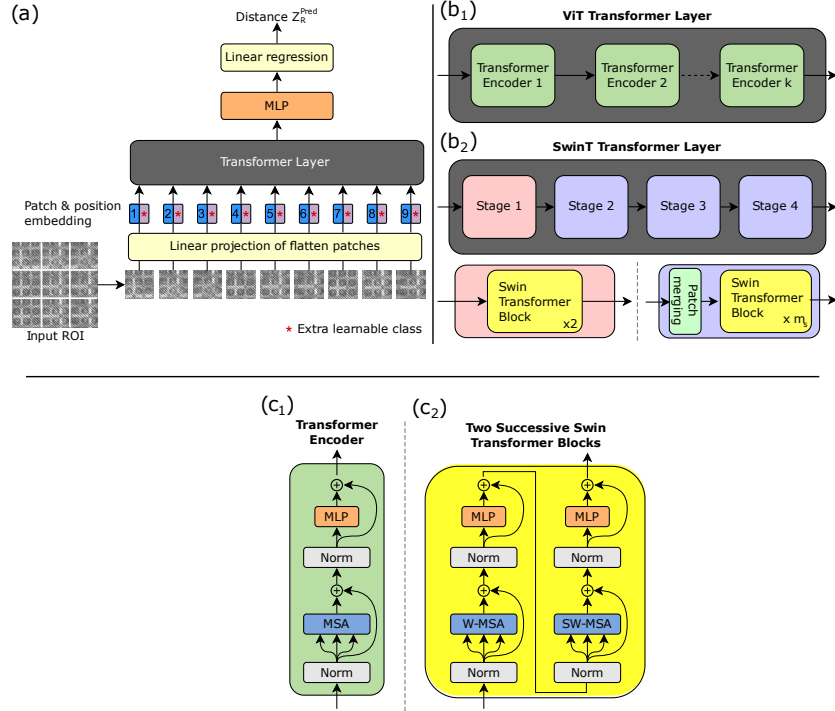 (a)
Distance Z_R^Pred
Linear regression
MLP
Transformer Layer
Patch & position
embedding
1 * 2 * 3 * 4 * 5 * 6 * 7 * 8 * 9 *
Linear projection of flatten patches
Input ROI
* Extra learnable class
(b₁)
ViT Transformer Layer
Transformer
Encoder 1
Transformer
Encoder 2
Transformer
Encoder k
(b₂)
SwinT Transformer Layer
Stage 1
Stage 2
Stage 3
Stage 4
Swin
Transformer
Block
x2
Patch
merging
Swin
Transformer
Block
x mₛ
(c₁)
Transformer
Encoder
MLP
Norm
MSA
Norm
(c₂)
Two Successive Swin
Transformer Blocks
MLP
Norm
W-MSA
Norm
MLP
Norm
SW-MSA
Norm